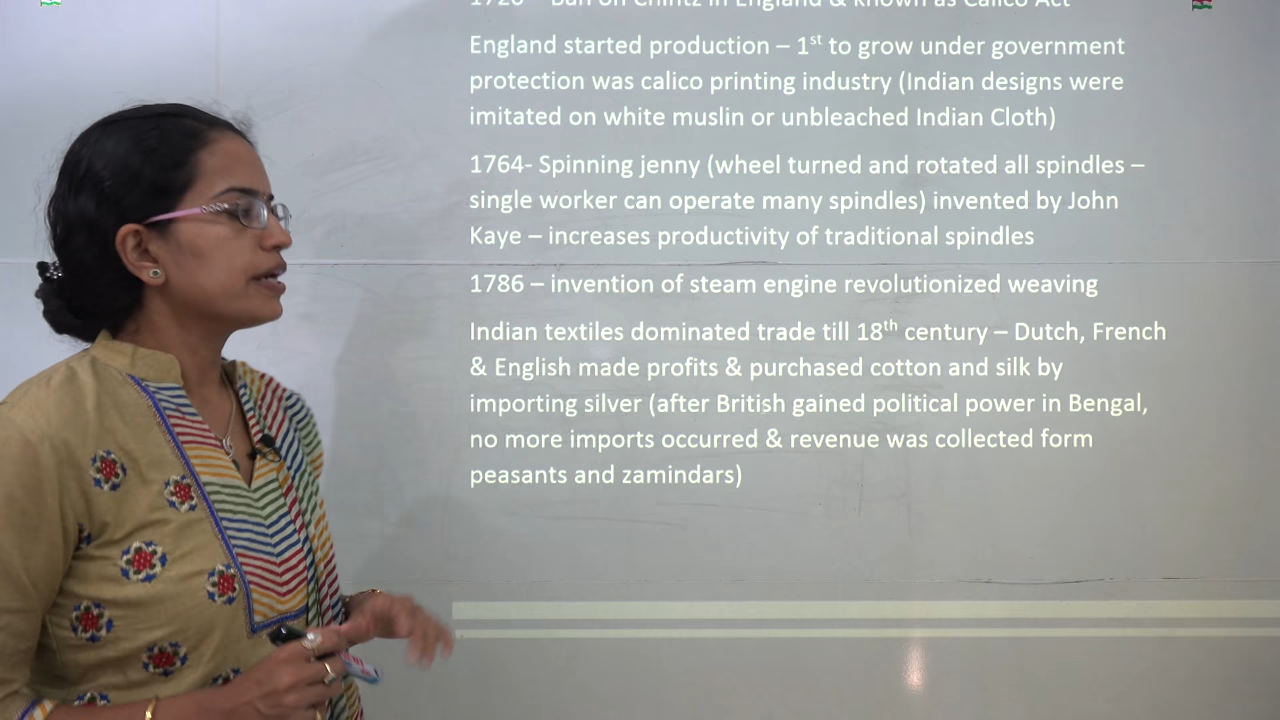 1720 – Ban on Chintz in England & known as Calico Act
England started production – 1st to grow under government
protection was calico printing industry (Indian designs were
imitated on white muslin or unbleached Indian Cloth)
1764- Spinning jenny (wheel turned and rotated all spindles –
single worker can operate many spindles) invented by John
Kaye – increases productivity of traditional spindles
1786 – invention of steam engine revolutionized weaving
Indian textiles dominated trade till 18th century – Dutch, French
& English made profits & purchased cotton and silk by
importing silver (after British gained political power in Bengal,
no more imports occurred & revenue was collected form
peasants and zamindars)